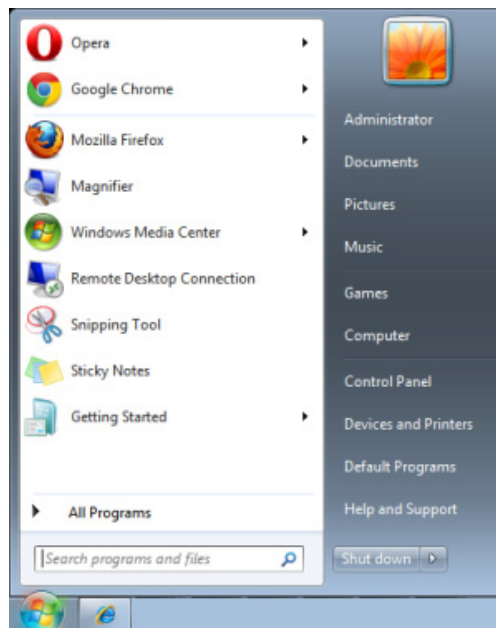 Opera
Google Chrome
Mozilla Firefox
Magnifier
Windows Media Center
Remote Desktop Connection
Snipping Tool
Sticky Notes
Getting Started
All Programs
Search programs and files
Administrator
Documents
Pictures
Music
Games
Computer
Control Panel
Devices and Printers
Default Programs
Help and Support
Shut down